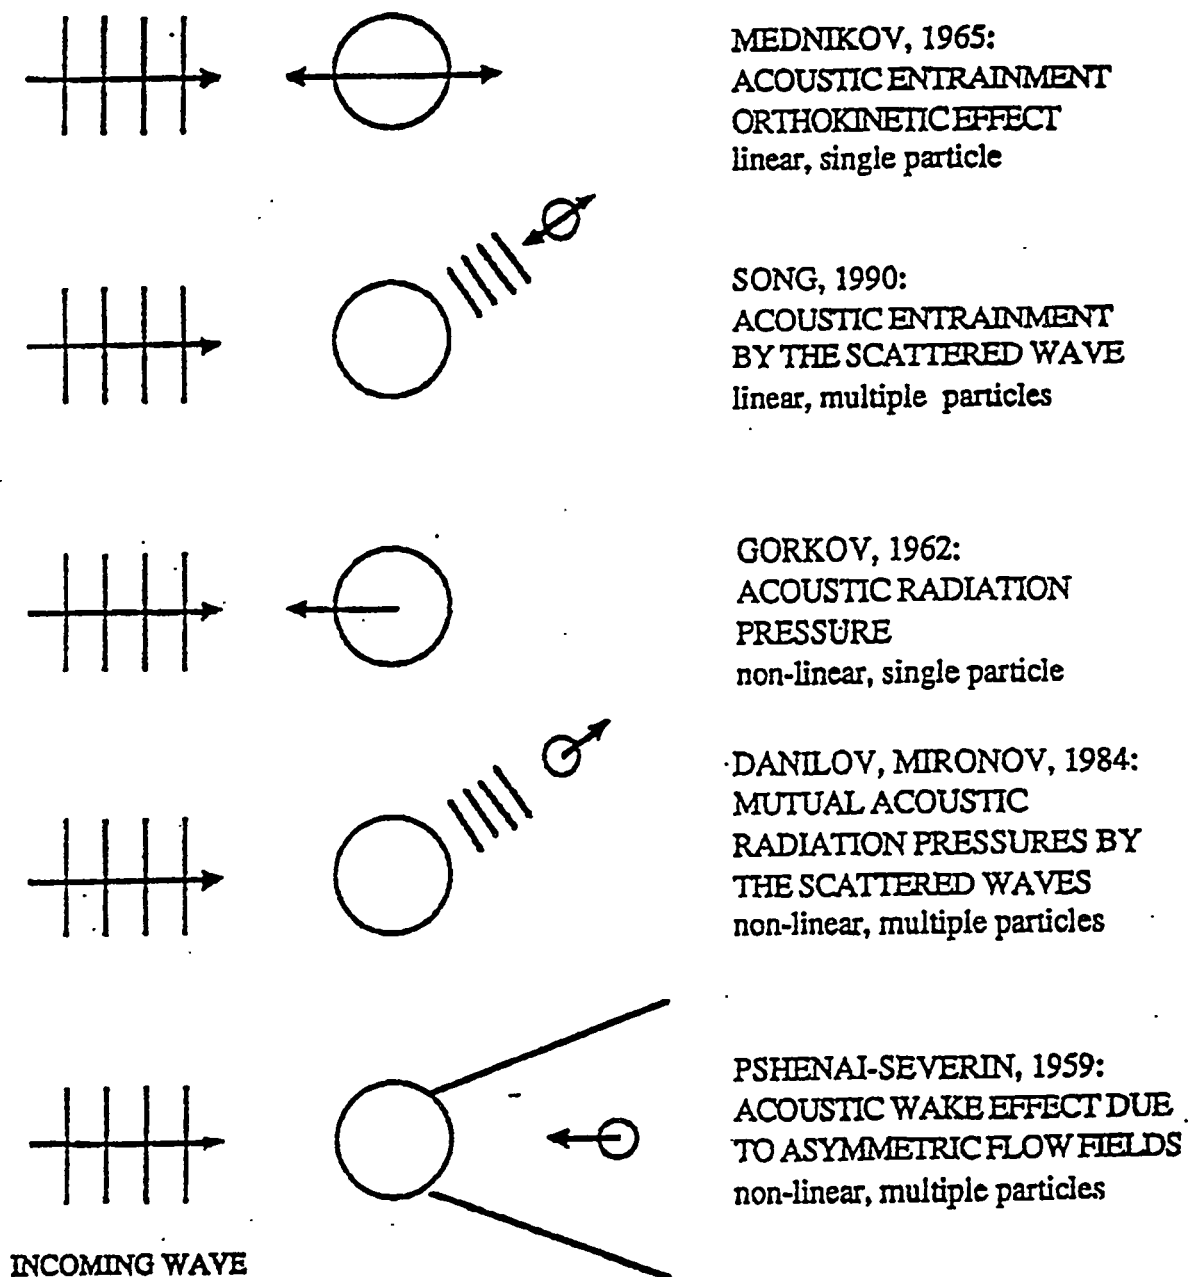 MEDNIKOV, 1965:
ACOUSTIC ENTRAINMENT
ORTHOKINETIC EFFECT
linear, single particle
SONG, 1990:
ACOUSTIC ENTRAINMENT
BY THE SCATTERED WAVE
linear, multiple particles
GORKOV, 1962:
ACOUSTIC RADIATION
PRESSURE
non-linear, single particle
DANILOV, MIRONOV, 1984:
MUTUAL ACOUSTIC
RADIATION PRESSURES BY
THE SCATTERED WAVES
non-linear, multiple particles
PSHENAI-SEVERIN, 1959:
ACOUSTIC WAKE EFFECT DUE
TO ASYMMETRIC FLOW FIELDS
non-linear, multiple particles
INCOMING WAVE